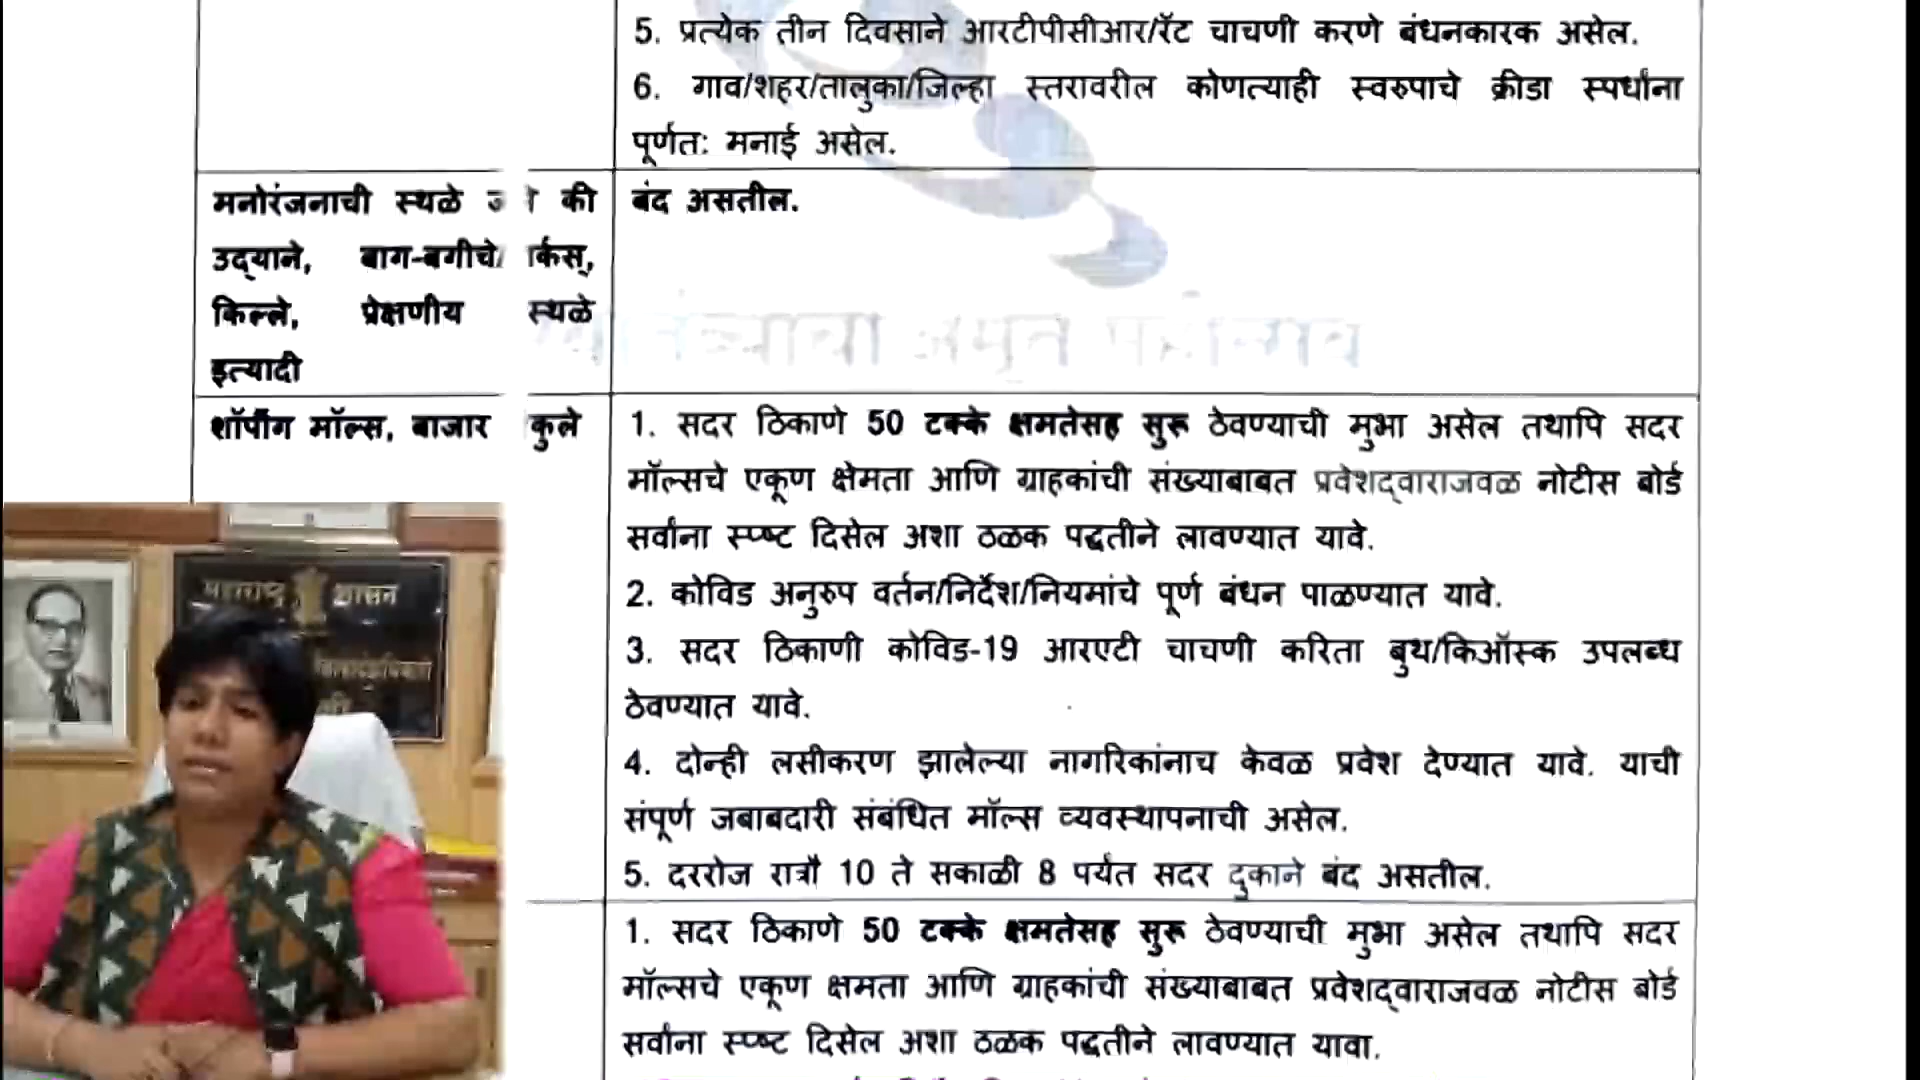 5. प्रत्येक तीन दिवसाने आरटीपीसीआर/रॅट चाचणी करणे बंधनकारक असेल.
6. गाव/शहर/तालुका/जिल्हा स्तरावरील कोणत्याही स्वरुपाचे क्रीडा स्पर्धांना
पूर्णतः मनाई असेल.
मनोरंजनाची स्थळे की
उद्याने, बाग-बगीचे/
किल्ले, प्रेक्षणीय स्थळे
इत्यादी
बंद असतील.
अमृत
शॉपींग मॉल्स, बाजार
1. सदर ठिकाणे 50 टक्के क्षमतेसह सुरू ठेवण्याची मुभा असेल तथापि सदर
मॉल्सचे एकूण क्षेमता आणि ग्राहकांची संख्याबाबत प्रवेशद्वाराजवळ नोटीस बोर्ड
सर्वांना स्प्ष्ट दिसेल अशा ठळक पद्धतीने लावण्यात यावे.
2. कोविड अनुरुप वर्तन/निर्देश/नियमांचे पूर्ण बंधन पाळण्यात यावे.
3. सदर ठिकाणी कोविड-19 आरएटी चाचणी करिता बुथ/किऑस्क उपलब्ध
ठेवण्यात यावे.
4. दोन्ही लसीकरण झालेल्या नागरिकांनाच केवळ प्रवेश देण्यात यावे. याची
संपूर्ण जबाबदारी संबंधित मॉल्स व्यवस्थापनाची असेल.
5. दररोज रात्रौ 10 ते सकाळी 8 पर्यंत सदर दुकाने बंद असतील.
1. सदर ठिकाणे 50 टक्के क्षमतेसह सुरू ठेवण्याची मुभा असेल तथापि सदर
मॉल्सचे एकूण क्षमता आणि ग्राहकांची संख्याबाबत प्रवेशद्वाराजवळ नोटीस बोर्ड
सर्वांना स्प्ष्ट दिसेल अशा ठळक पद्धतीने लावण्यात यावा.
महाराष्ट्र शासन